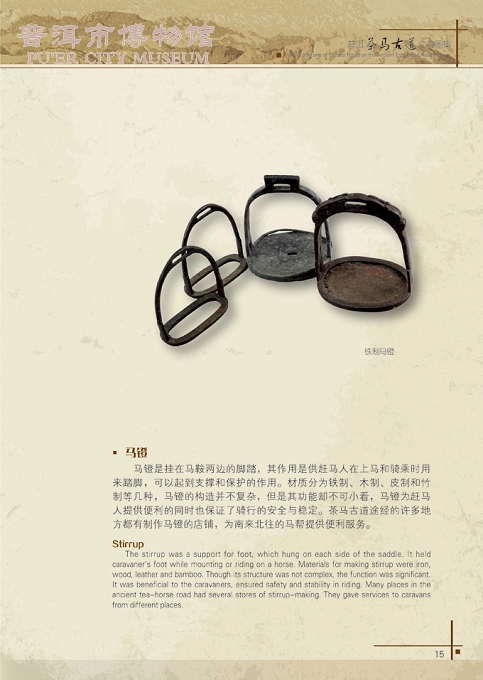 普洱市博物馆
PU'ER CITY MUSEUM
茶马古道
铁制马镫
马镫
马镫是挂在马鞍两边的脚踏，其作用是供赶马人在上马和骑乘时用
来踏脚，可以起到支撑和保护的作用。材质分为铁制、木制、皮制和竹
制等几种，马镫的构造并不复杂，但是其功能却不可小看，马镫为赶马
人提供便利的同时也保证了骑行的安全与稳定。茶马古道途经的许多地
方都有制作马镫的店铺，为南来北往的马帮提供便利服务。
Stirrup
The stirrup was a support for foot, which hung on each side of the saddle. It held
caravaner's foot while mounting or riding on a horse. Materials for making stirrup were iron,
wood, leather and bamboo. Though its structure was not complex, the function was significant.
It was beneficial to the caravaners, ensured safety and stability in riding. Many places in the
ancient tea-horse road had several stores of stirrup-making. They gave services to caravans
from different places.
15